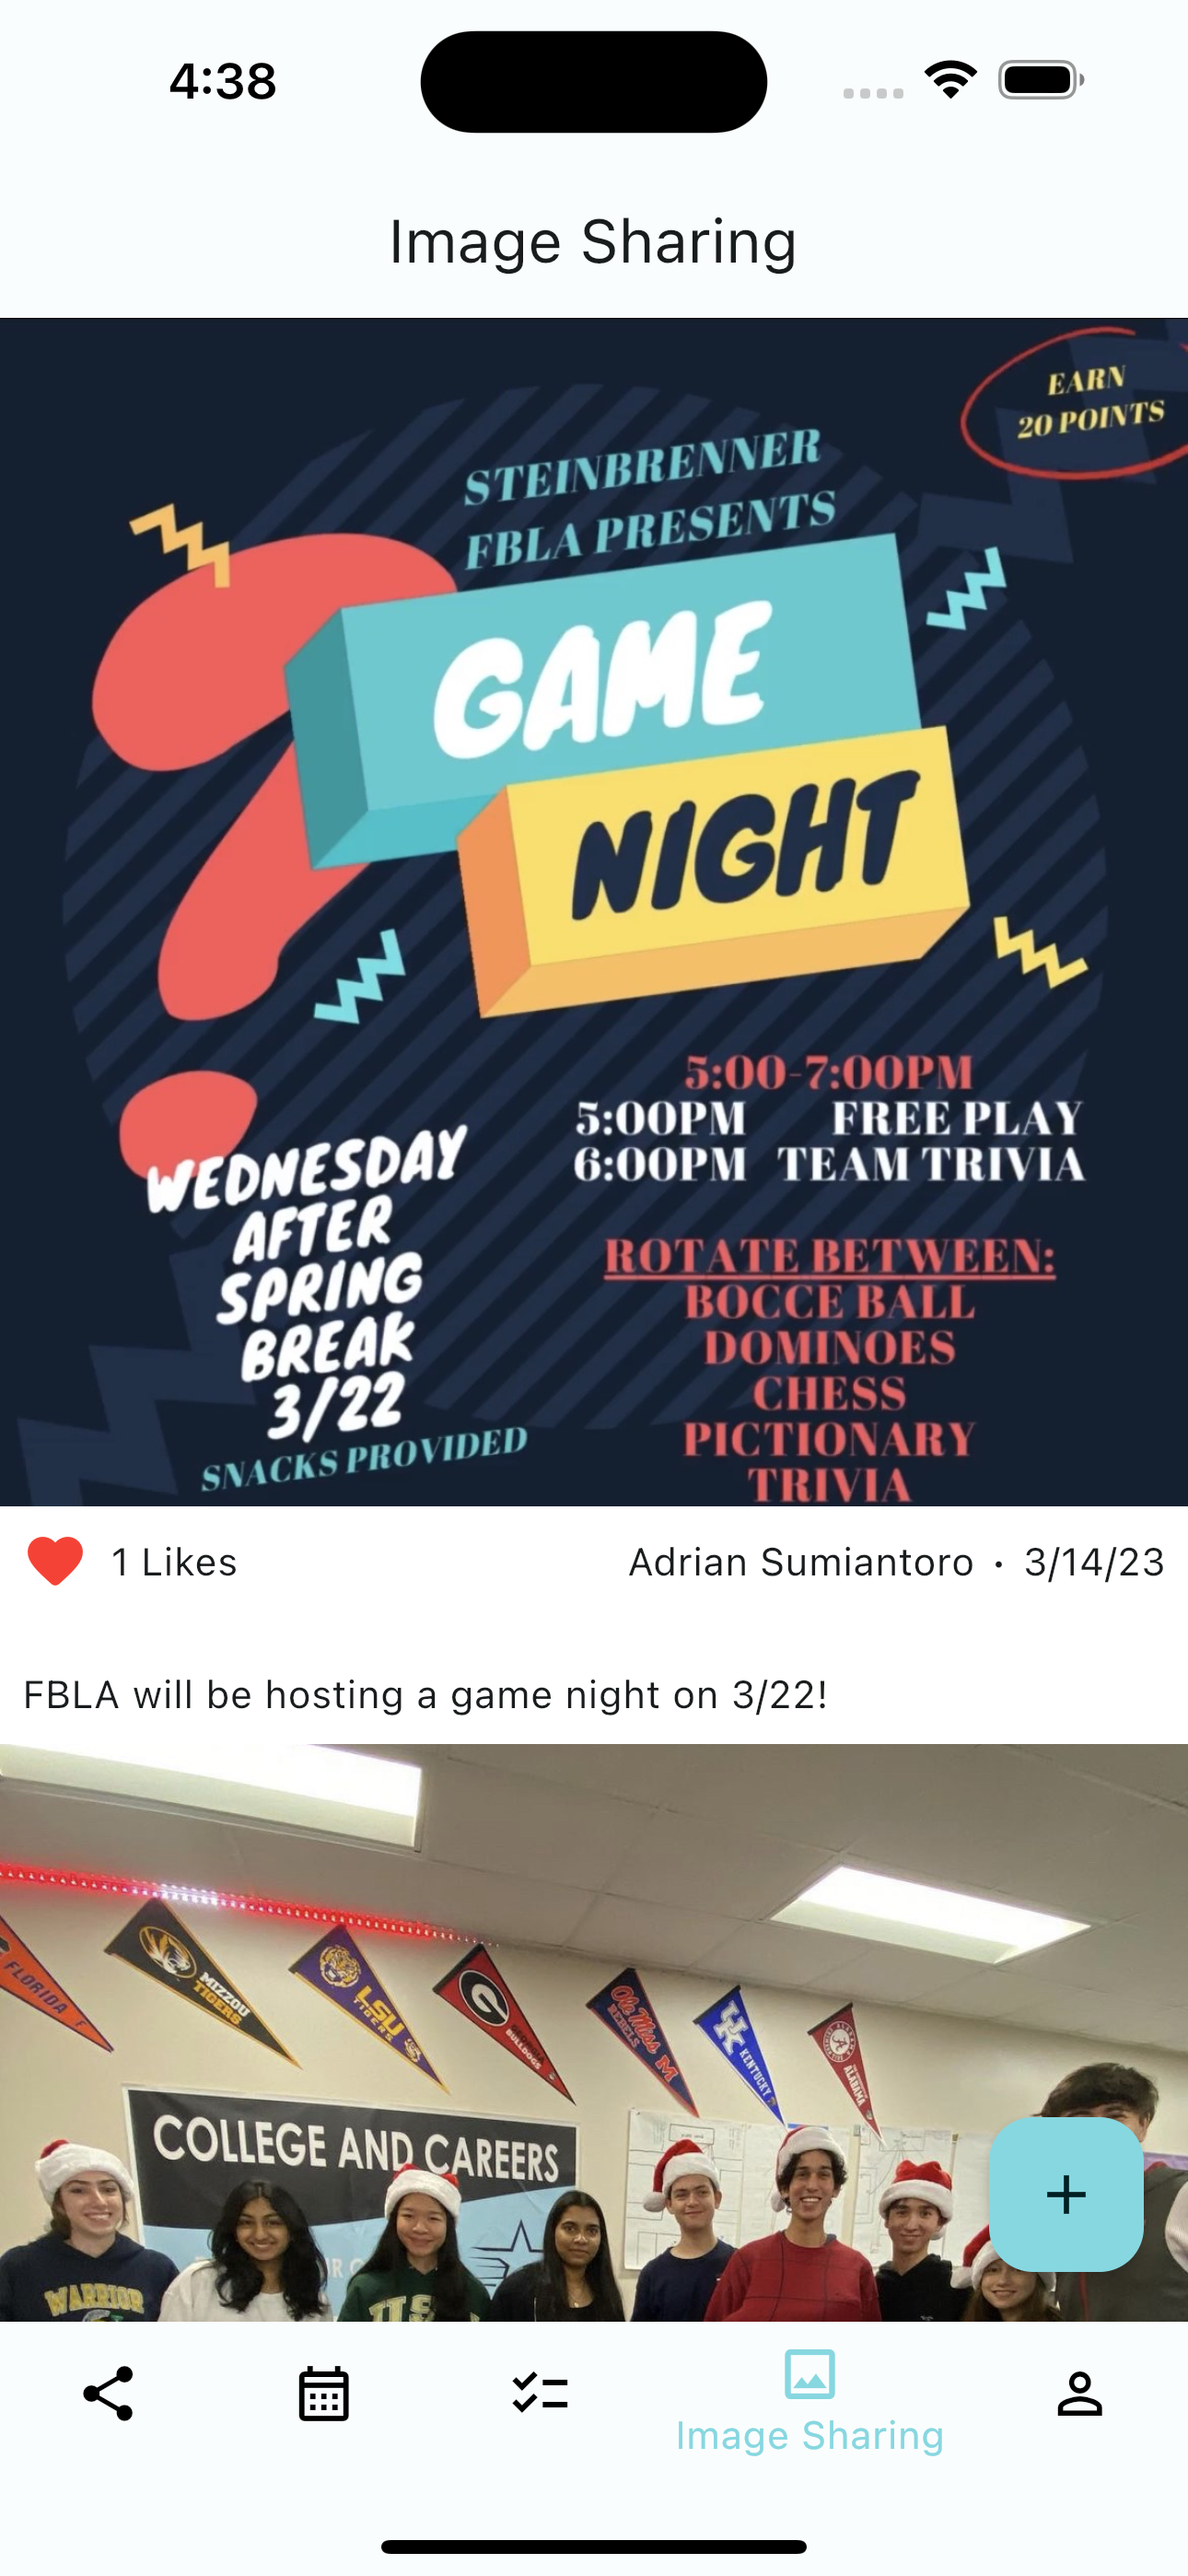 4:38
Image Sharing
EARN
20 POINTS
STEINBRENNER
FBLA PRESENTS
GAME
NIGHT
5:00-7:00PM
5:00PM FREE PLAY
6:00PM TEAM TRIVIA
WEDNESDAY
AFTER
SPRING
BREAK
3/22
SNACKS PROVIDED
ROTATE BETWEEN:
BOCCE BALL
DOMINOES
CHESS
PICTIONARY
TRIVIA
1 Likes
Adrian Sumiantoro • 3/14/23
FBLA will be hosting a game night on 3/22!
FLORIDA
MIZZOU
TIGERS
LSU
TIGERS
G
BULLDOGS
Ole Miss
REBELS
M
UK
KENTUCKY
ALABAMA
COLLEGE AND CAREERS
WARRIOR
Image Sharing